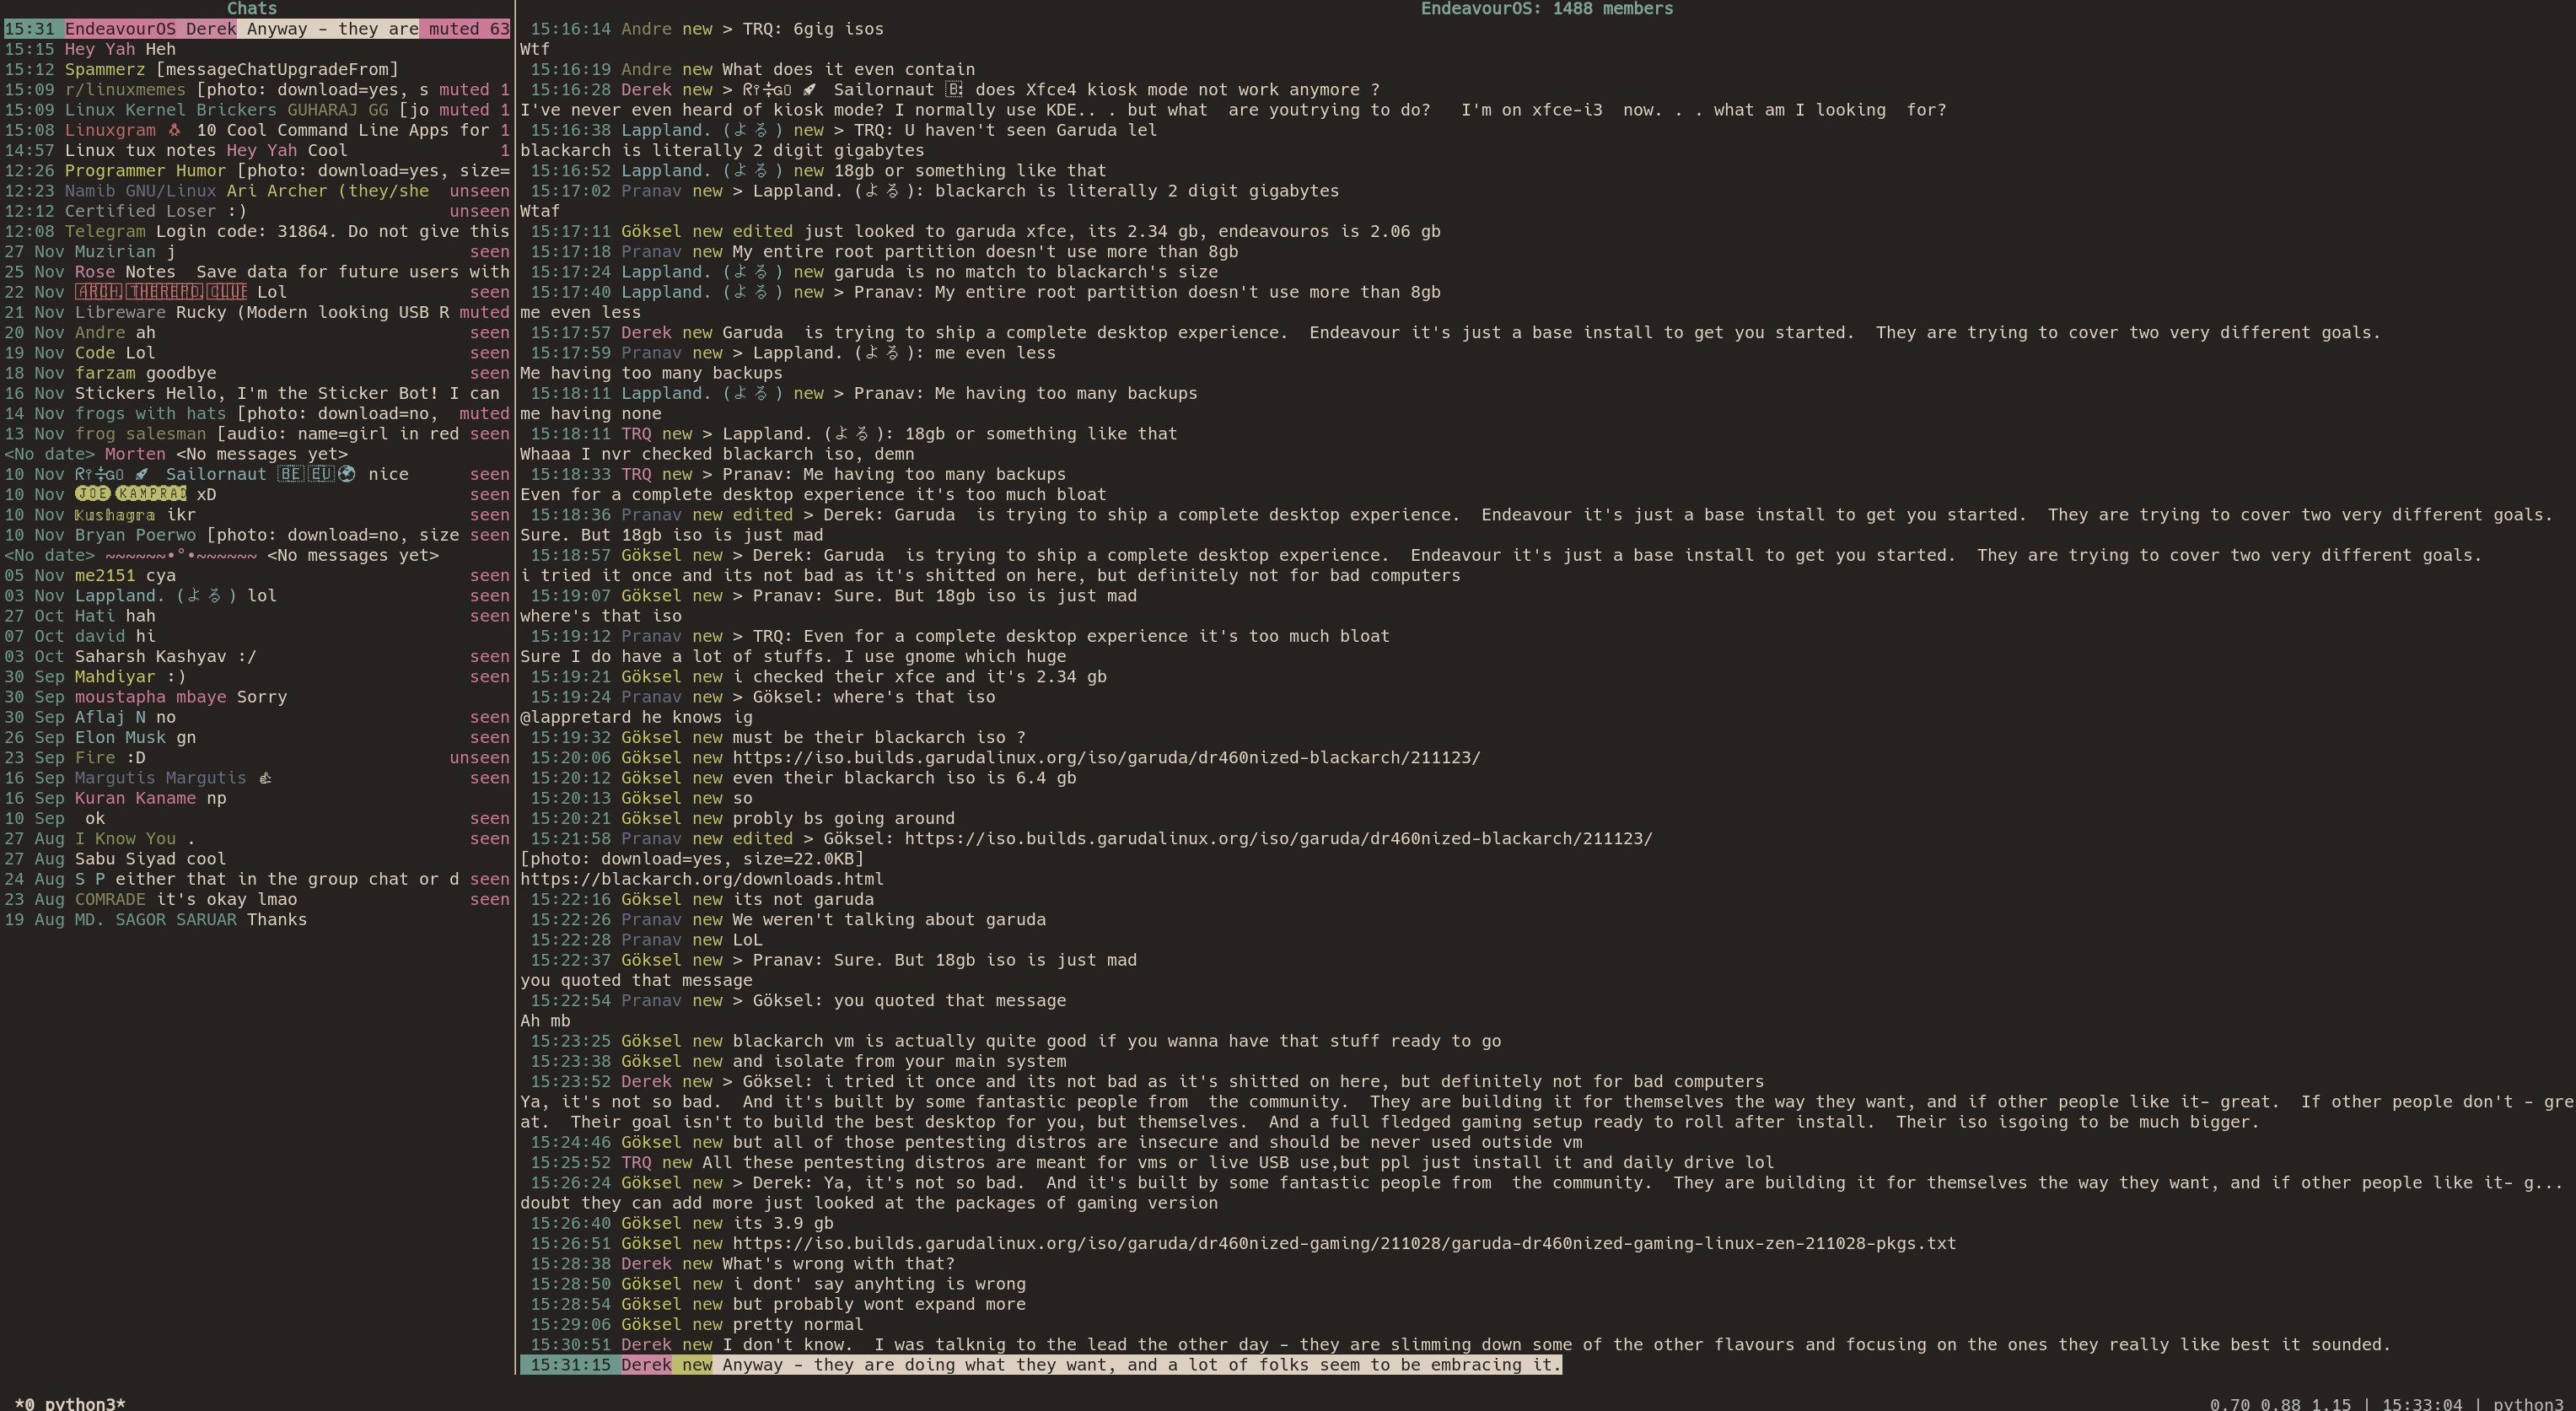 Chats
15:31 EndeavourOS Derek Anyway - they are muted 63
15:15 Hey Yah Heh
15:12 Spammerz [messageChatUpgradeFrom]
15:09 r/linuxmemes [photo: download=yes, s muted 1
15:09 Linux Kernel Brickers GUHARAJ GG [jo muted 1
15:08 Linuxgram 🐧 10 Cool Command Line Apps for 1
14:57 Linux tux notes Hey Yah Cool 1
12:26 Programmer Humor [photo: download=yes, size=
12:23 Namib GNU/Linux Ari Archer (they/she unseen
12:12 Certified Loser :) unseen
12:08 Telegram Login code: 31864. Do not give this
27 Nov Muzirian j seen
25 Nov Rose Notes  Save data for future users with
22 Nov Lol seen
21 Nov Libreware Rucky (Modern looking USB R muted
20 Nov Andre ah seen
19 Nov Code Lol seen
18 Nov farzam goodbye seen
16 Nov Stickers Hello, I'm the Sticker Bot! I can
14 Nov frogs with hats [photo: download=no, muted
13 Nov frog salesman [audio: name=girl in red seen
<No date> Morten <No messages yet>
10 Nov 🚀 Sailornaut 🇧🇪 🇪🇺🌍 nice seen
10 Nov JOE KAMPRAD xD seen
10 Nov Kushagra ikr seen
10 Nov Bryan Poerwo [photo: download=no, size seen
<No date> ~~~~~~•°•~~~~~~ <No messages yet>
05 Nov me2151 cya seen
03 Nov Lappland. (よる) lol seen
27 Oct Hati hah seen
07 Oct david hi
03 Oct Saharsh Kashyav :/ seen
30 Sep Mahdiyar :) seen
30 Sep moustapha mbaye Sorry
30 Sep Aflaj N no seen
26 Sep Elon Musk gn seen
23 Sep Fire :D unseen
16 Sep Margutis Margutis 👍 seen
16 Sep Kuran Kaname np
10 Sep  ok seen
27 Aug I Know You . seen
27 Aug Sabu Siyad cool
24 Aug S P either that in the group chat or d seen
23 Aug COMRADE it's okay lmao seen
19 Aug MD. SAGOR SARUAR Thanks
EndeavourOS: 1488 members
15:16:14 Andre new > TRQ: 6gig isos
Wtf
15:16:19 Andre new What does it even contain
15:16:28 Derek new > 🚀 Sailornaut does Xfce4 kiosk mode not work anymore ?
I've never even heard of kiosk mode? I normally use KDE.. . but what  are youtrying to do?   I'm on xfce-i3  now. . . what am I looking  for?
15:16:38 Lappland. (よる) new > TRQ: U haven't seen Garuda lel
blackarch is literally 2 digit gigabytes
15:16:52 Lappland. (よる) new 18gb or something like that
15:17:02 Pranav new > Lappland. (よる): blackarch is literally 2 digit gigabytes
Wtaf
15:17:11 Göksel new edited just looked to garuda xfce, its 2.34 gb, endeavouros is 2.06 gb
15:17:18 Pranav new My entire root partition doesn't use more than 8gb
15:17:24 Lappland. (よる) new garuda is no match to blackarch's size
15:17:40 Lappland. (よる) new > Pranav: My entire root partition doesn't use more than 8gb
me even less
15:17:57 Derek new Garuda  is trying to ship a complete desktop experience.  Endeavour it's just a base install to get you started.  They are trying to cover two very different goals.
15:17:59 Pranav new > Lappland. (よる): me even less
Me having too many backups
15:18:11 Lappland. (よる) new > Pranav: Me having too many backups
me having none
15:18:11 TRQ new > Lappland. (よる): 18gb or something like that
Whaaa I nvr checked blackarch iso, demn
15:18:33 TRQ new > Pranav: Me having too many backups
Even for a complete desktop experience it's too much bloat
15:18:36 Pranav new edited > Derek: Garuda  is trying to ship a complete desktop experience.  Endeavour it's just a base install to get you started.  They are trying to cover two very different goals.
Sure. But 18gb iso is just mad
15:18:57 Göksel new > Derek: Garuda  is trying to ship a complete desktop experience.  Endeavour it's just a base install to get you started.  They are trying to cover two very different goals.
i tried it once and its not bad as it's shitted on here, but definitely not for bad computers
15:19:07 Göksel new > Pranav: Sure. But 18gb iso is just mad
where's that iso
15:19:12 Pranav new > TRQ: Even for a complete desktop experience it's too much bloat
Sure I do have a lot of stuffs. I use gnome which huge
15:19:21 Göksel new i checked their xfce and it's 2.34 gb
15:19:24 Pranav new > Göksel: where's that iso
@lappretard he knows ig
15:19:32 Göksel new must be their blackarch iso ?
15:20:06 Göksel new https://iso.builds.garudalinux.org/iso/garuda/dr460nized-blackarch/211123/
15:20:12 Göksel new even their blackarch iso is 6.4 gb
15:20:13 Göksel new so
15:20:21 Göksel new probly bs going around
15:21:58 Pranav new edited > Göksel: https://iso.builds.garudalinux.org/iso/garuda/dr460nized-blackarch/211123/
[photo: download=yes, size=22.0KB]
https://blackarch.org/downloads.html
15:22:16 Göksel new its not garuda
15:22:26 Pranav new We weren't talking about garuda
15:22:28 Pranav new LoL
15:22:37 Göksel new > Pranav: Sure. But 18gb iso is just mad
you quoted that message
15:22:54 Pranav new > Göksel: you quoted that message
Ah mb
15:23:25 Göksel new blackarch vm is actually quite good if you wanna have that stuff ready to go
15:23:38 Göksel new and isolate from your main system
15:23:52 Derek new > Göksel: i tried it once and its not bad as it's shitted on here, but definitely not for bad computers
Ya, it's not so bad.  And it's built by some fantastic people from  the community.  They are building it for themselves the way they want, and if other people like it- great.  If other people don't - gre
at.  Their goal isn't to build the best desktop for you, but themselves.  And a full fledged gaming setup ready to roll after install.  Their iso isgoing to be much bigger.
15:24:46 Göksel new but all of those pentesting distros are insecure and should be never used outside vm
15:25:52 TRQ new All these pentesting distros are meant for vms or live USB use,but ppl just install it and daily drive lol
15:26:24 Göksel new > Derek: Ya, it's not so bad.  And it's built by some fantastic people from  the community.  They are building it for themselves the way they want, and if other people like it- g...
doubt they can add more just looked at the packages of gaming version
15:26:40 Göksel new its 3.9 gb
15:26:51 Göksel new https://iso.builds.garudalinux.org/iso/garuda/dr460nized-gaming/211028/garuda-dr460nized-gaming-linux-zen-211028-pkgs.txt
15:28:38 Derek new What's wrong with that?
15:28:50 Göksel new i dont' say anyhting is wrong
15:28:54 Göksel new but probably wont expand more
15:29:06 Göksel new pretty normal
15:30:51 Derek new I don't know.  I was talknig to the lead the other day - they are slimming down some of the other flavours and focusing on the ones they really like best it sounded.
15:31:15 Derek new Anyway - they are doing what they want, and a lot of folks seem to be embracing it.
*0 python3*
0.70 0.88 1.15 | 15:33:04 | python3